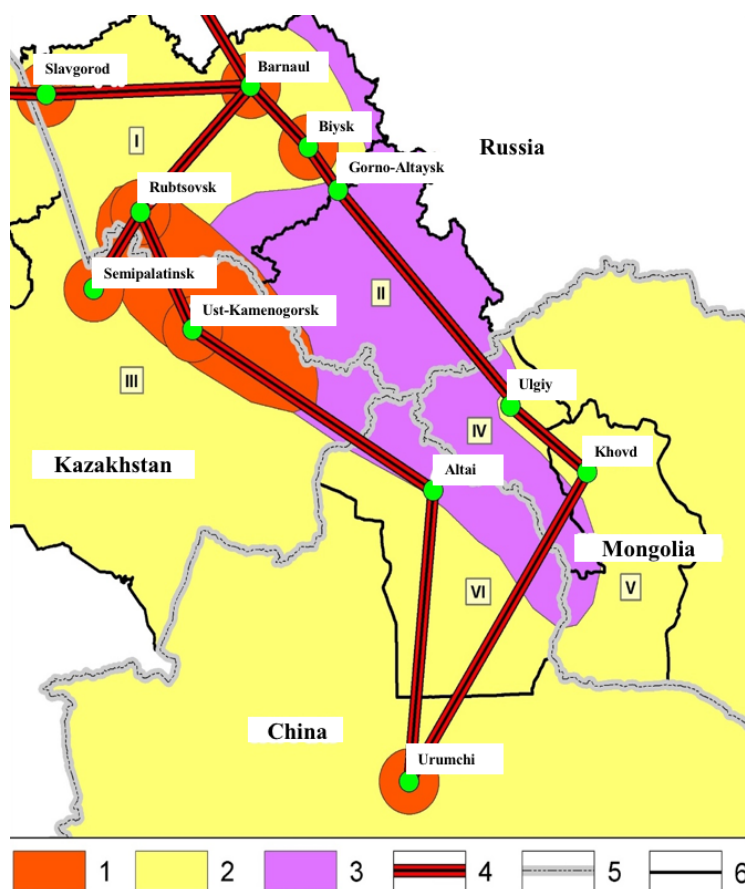 Slavgorod
Barnaul
Biysk
I
Russia
Gorno-Altaysk
Rubtsovsk
Semipalatinsk
II
Ust-Kamenogorsk
III
Ulgiy
IV
Khovd
Kazakhstan
Altai
Mongolia
VI
V
China
Urumchi
1 2 3 4 5 6